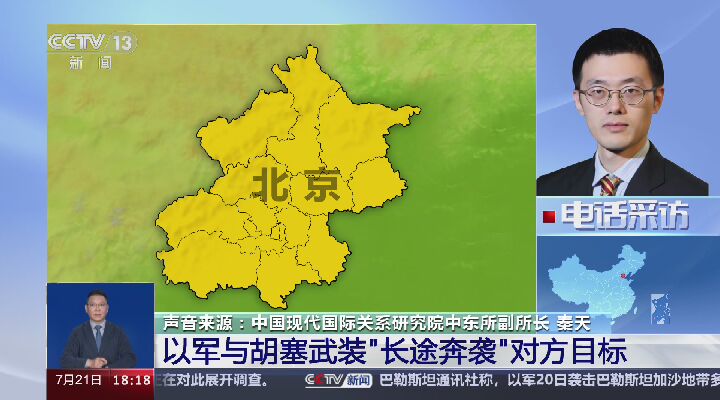 CCTV 13
新闻
北京
电话采访
声音来源：中国现代国际关系研究院中东所副所长 秦天
以军与胡塞武装"长途奔袭"对方目标
7月21日 18:18 正在对此展开调查。 CCTV 新闻 巴勒斯坦通讯社称，以军20日袭击巴勒斯坦加沙地带多